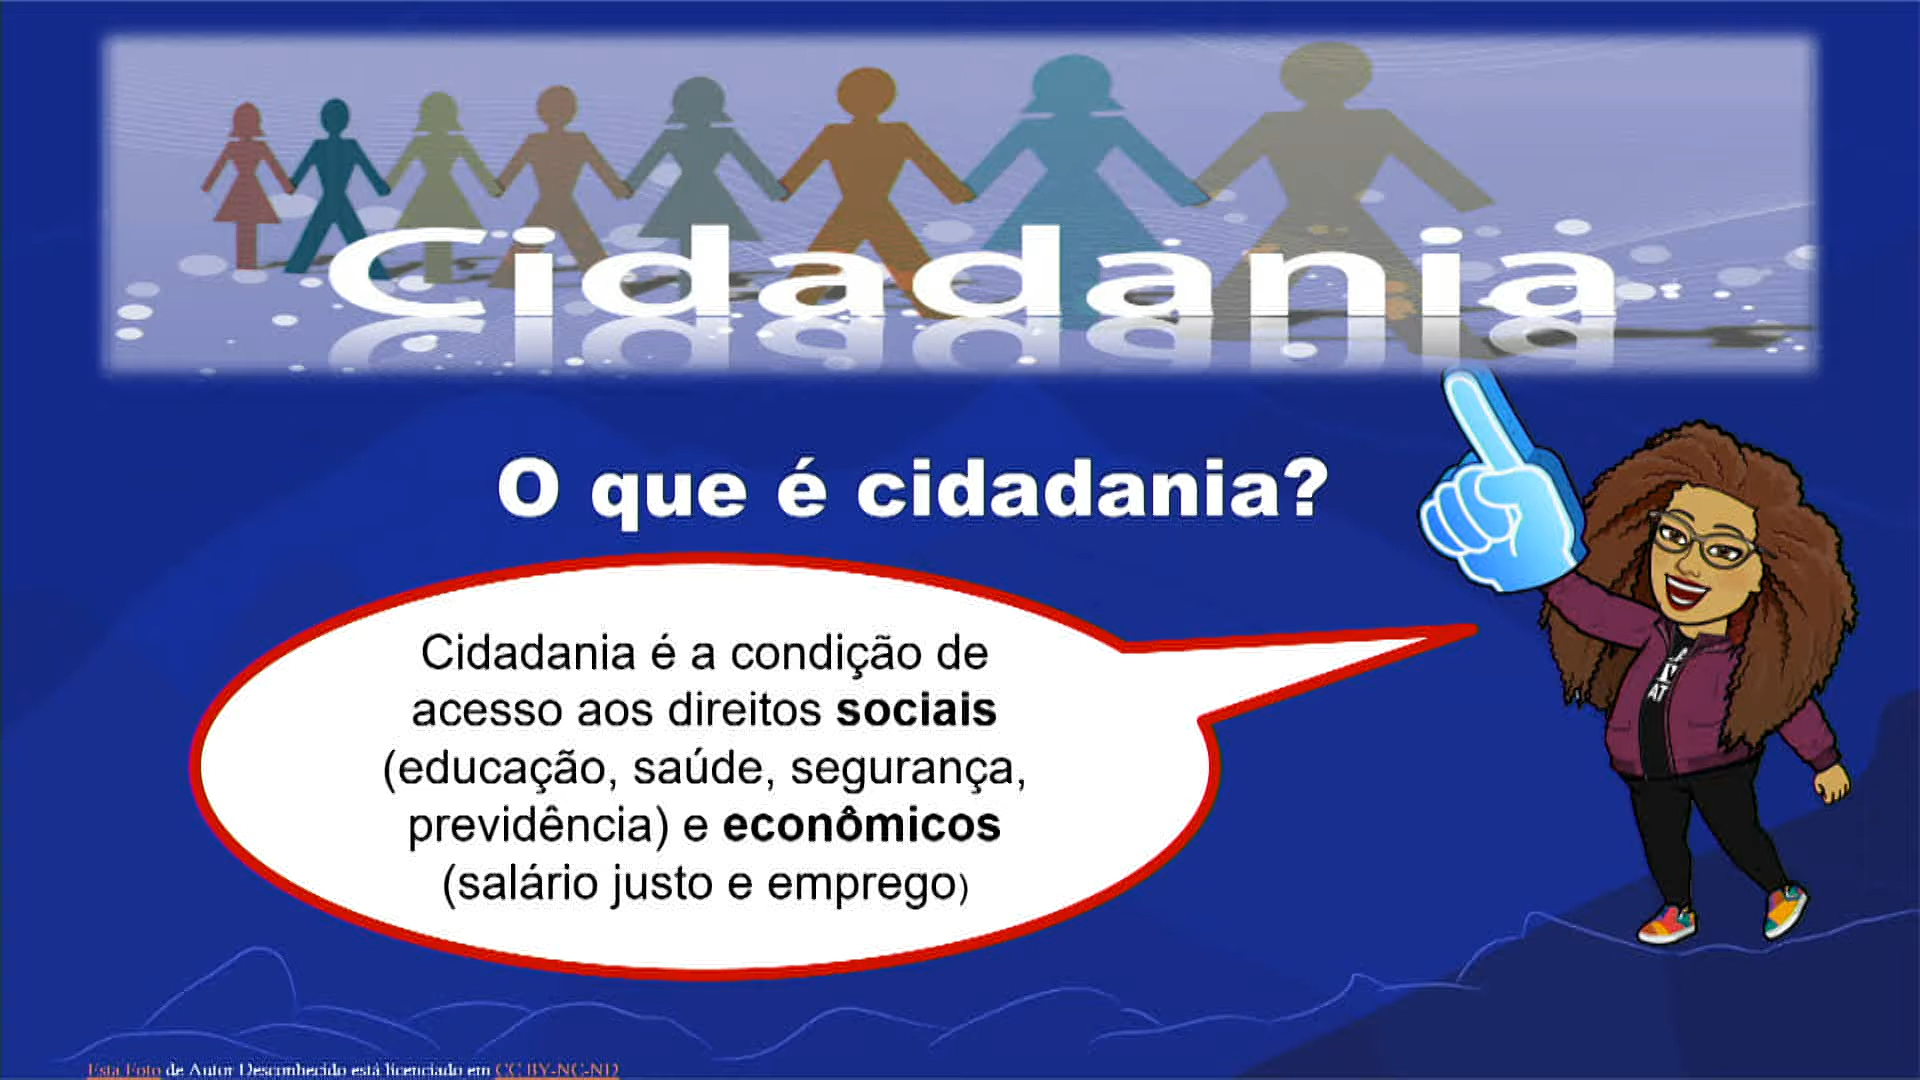 Cidadania
O que é cidadania?
Cidadania é a condição de
acesso aos direitos sociais
(educação, saúde, segurança,
previdência) e econômicos
(salário justo e emprego)
Esta Foto de Autor Desconhecido está licenciado em CC BY-NC-ND